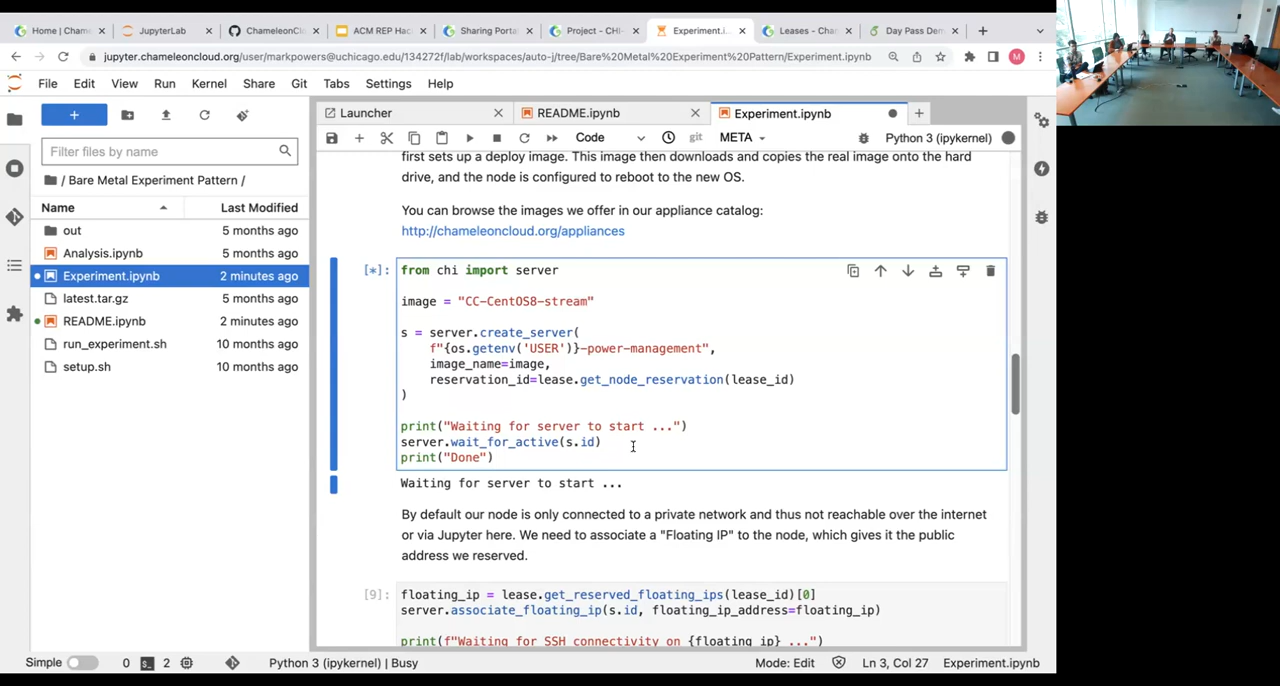 Home | Cham
JupyterLab
ChameleonCl
ACM REP Hac
Sharing Porta
Project - CHI-
Experiment.i
Leases - Char
Day Pass Dem
jupyter.chameleoncloud.org/user/markpowers@uchicago.edu/134272f/lab/workspaces/auto-j/tree/Bare%20Metal%20Experiment%20Pattern/Experiment.ipynb
M
File Edit View Run Kernel Share Git Tabs Settings Help
Launcher
README.ipynb
Experiment.ipynb
Code
git
META
Python 3 (ipykernel)
Filter files by name
/ Bare Metal Experiment Pattern /
Name Last Modified
out 5 months ago
Analysis.ipynb 5 months ago
Experiment.ipynb 2 minutes ago
latest.tar.gz 5 months ago
README.ipynb 2 minutes ago
run_experiment.sh 10 months ago
setup.sh 10 months ago
first sets up a deploy image. This image then downloads and copies the real image onto the hard
drive, and the node is configured to reboot to the new OS.
You can browse the images we offer in our appliance catalog:
http://chameleoncloud.org/appliances
[*]:
from chi import server
image = "CC-CentOS8-stream"
s = server.create_server(
f"{os.getenv('USER')}-power-management",
image_name=image,
reservation_id=lease.get_node_reservation(lease_id)
)
print("Waiting for server to start ...")
server.wait_for_active(s.id)
print("Done")
Waiting for server to start ...
By default our node is only connected to a private network and thus not reachable over the internet
or via Jupyter here. We need to associate a "Floating IP" to the node, which gives it the public
address we reserved.
[9]:
floating_ip = lease.get_reserved_floating_ips(lease_id)[0]
server.associate_floating_ip(s.id, floating_ip_address=floating_ip)
print(f"Waiting for SSH connectivity on {floating_ip} ...")
Simple 0 2 Python 3 (ipykernel) | Busy Mode: Edit Ln 3, Col 27 Experiment.ipynb